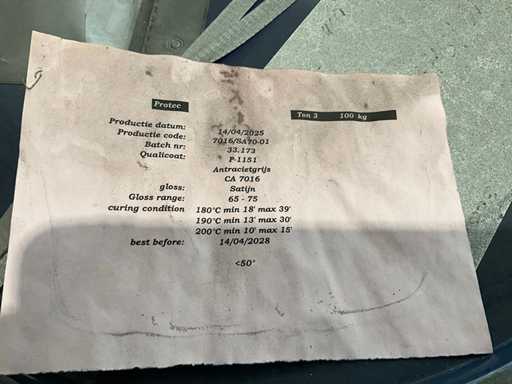 Protec
Ton 3 100 kg
Productie datum: 14/04/2025
Productie code: 7016/SA70-01
Batch nr: 33.173
Qualicoat: P-1151
Antracietgrijs
CA 7016
gloss: Satijn
Gloss range: 65 - 75
curing condition 180°C min 18' max 39'
190°C min 13' max 30'
200°C min 10' max 15'
best before: 14/04/2028
<50°